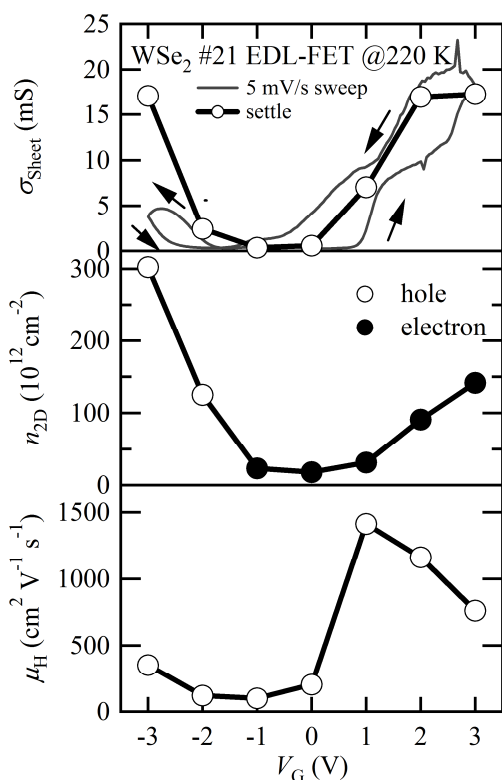 WSe2 #21 EDL-FET @220 K
5 mV/s sweep
settle
25
20
15
10
5
0
σSheet (mS)
hole
electron
300
200
100
0
n2D (10^12 cm^-2)
1500
1000
500
0
μH (cm^2 V^-1 s^-1)
-3 -2 -1 0 1 2 3
VG (V)